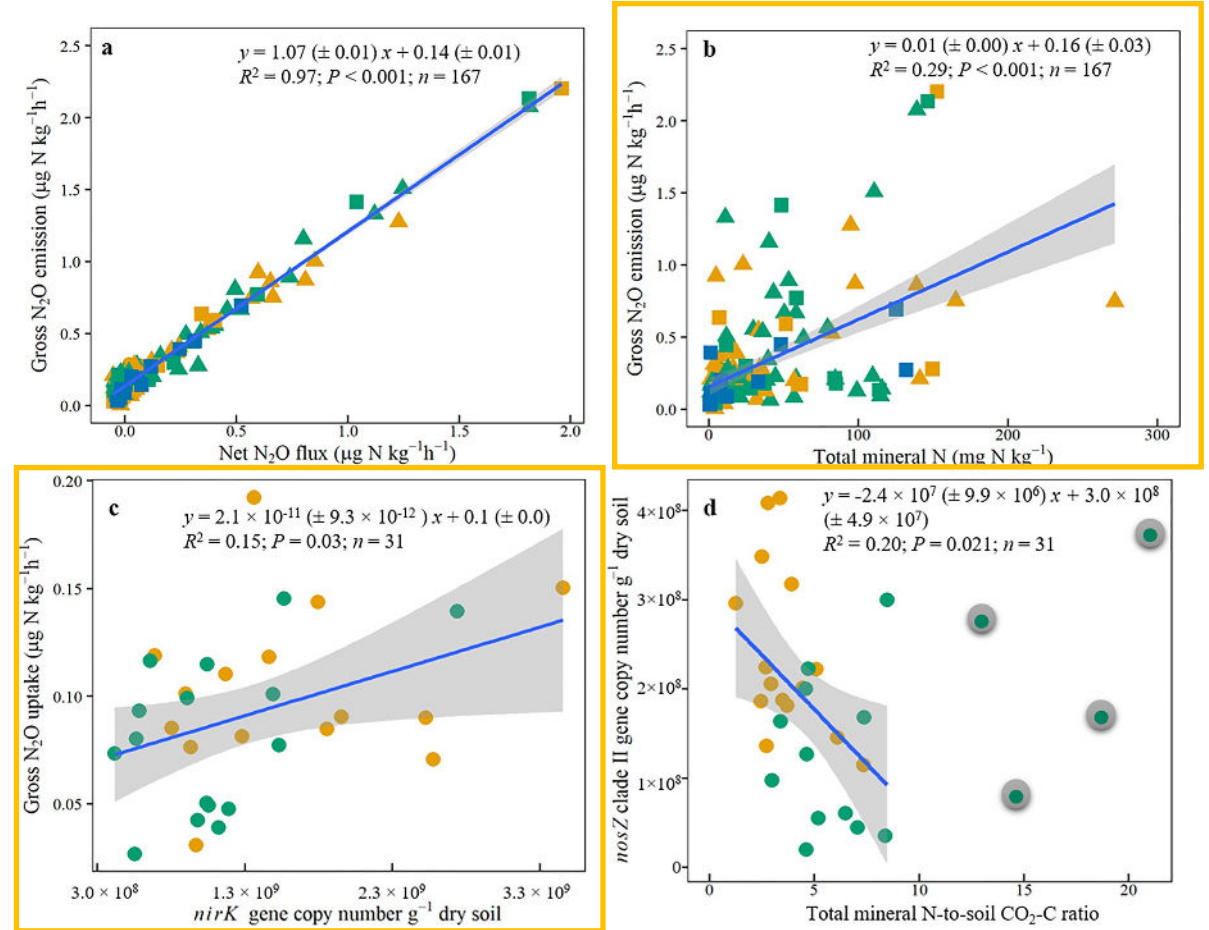 a
y = 1.07 (± 0.01) x + 0.14 (± 0.01)
R² = 0.97; P < 0.001; n = 167
Gross N₂O emission (μg N kg⁻¹h⁻¹)
2.5
2.0
1.5
1.0
0.5
0.0
0.0 0.5 1.0 1.5 2.0
Net N₂O flux (μg N kg⁻¹h⁻¹)
b
y = 0.01 (± 0.00) x + 0.16 (± 0.03)
R² = 0.29; P < 0.001; n = 167
Gross N₂O emission (μg N kg⁻¹h⁻¹)
2.5
2.0
1.5
1.0
0.5
0.0
0 100 200 300
Total mineral N (mg N kg⁻¹)
c
y = 2.1 × 10⁻¹¹ (± 9.3 × 10⁻¹² ) x + 0.1 (± 0.0)
R² = 0.15; P = 0.03; n = 31
Gross N₂O uptake (μg N kg⁻¹h⁻¹)
0.20
0.15
0.10
0.05
3.0 × 10⁸ 1.3 × 10⁹ 2.3 × 10⁹ 3.3 × 10⁹
nirK gene copy number g⁻¹ dry soil
d
y = -2.4 × 10⁷ (± 9.9 × 10⁶) x + 3.0 × 10⁸
(± 4.9 × 10⁷)
R² = 0.20; P = 0.021; n = 31
nosZ clade II gene copy number g⁻¹ dry soil
4×10⁸
3×10⁸
2×10⁸
1×10⁸
0
0 5 10 15 20
Total mineral N-to-soil CO₂-C ratio